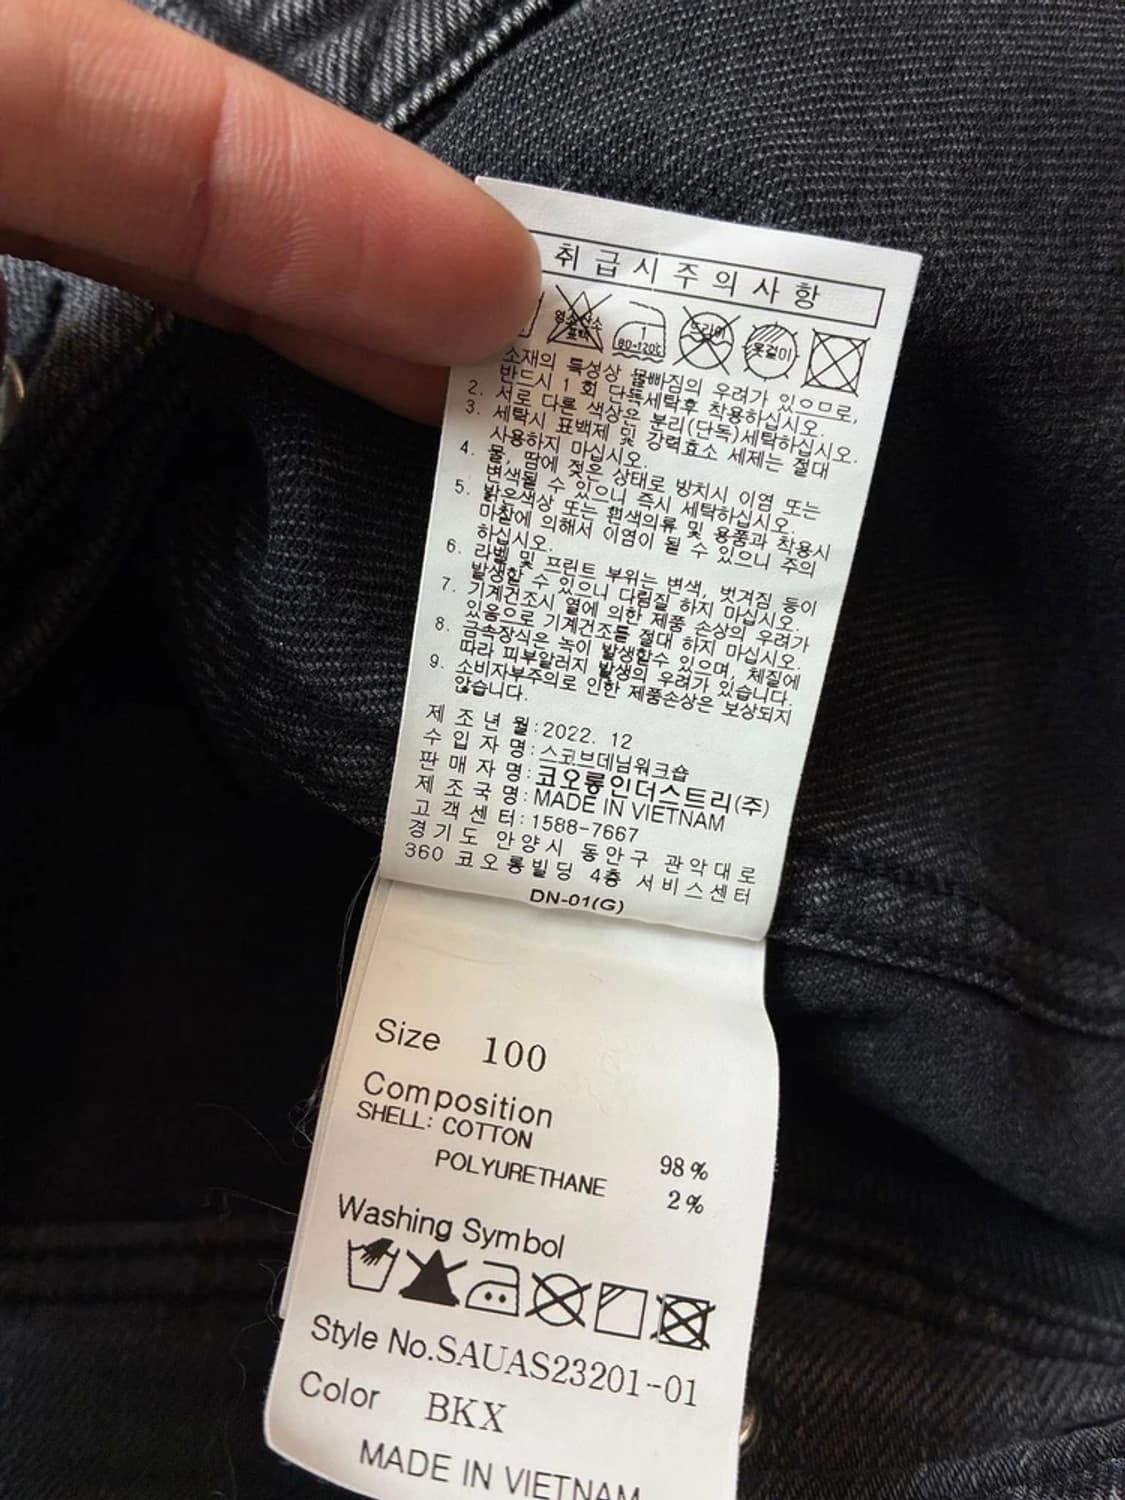 취급시주의사항
염소산소
표백
1
80-120℃
드라이
옷걸이
소재의 특성상 물빠짐의 우려가 있으므로,
반드시 1회 단독세탁후 착용하십시오.
2. 서로 다른 색상은 분리(단독)세탁하십시오.
3. 세탁시 표백제 및 강력효소 세제는 절대
사용하지 마십시오.
4. 물, 땀에 젖은 상태로 방치시 이염 또는
변색될 수 있으니 즉시 세탁하십시오.
5. 밝은색상 또는 흰색의류 및 용품과 착용시
마찰에 의해서 이염이 될 수 있으니 주의
하십시오.
6. 라벨 및 프린트 부위는 변색, 벗겨짐 등이
발생할 수 있으니 다림질 하지 마십시오.
7. 기계건조시 열에 의한 제품 손상의 우려가
있음으로 기계건조를 절대 하지 마십시오.
8. 금속장식은 녹이 발생할수 있으며, 체질에
따라 피부알러지 발생의 우려가 있습니다.
9. 소비자부주의로 인한 제품손상은 보상되지
않습니다.
제조년월:2022. 12
수입자명:스코브데님워크숍
판매자명:코오롱인더스트리(주)
제조국명:MADE IN VIETNAM
고객센터:1588-7667
경기도 안양시 동안구 관악대로
360 코오롱빌딩 4층 서비스센터
DN-01(G)
Size 100
Composition
SHELL: COTTON 98%
POLYURETHANE 2%
Washing Symbol
Style No.SAUAS23201-01
Color BKX
MADE IN VIETNAM